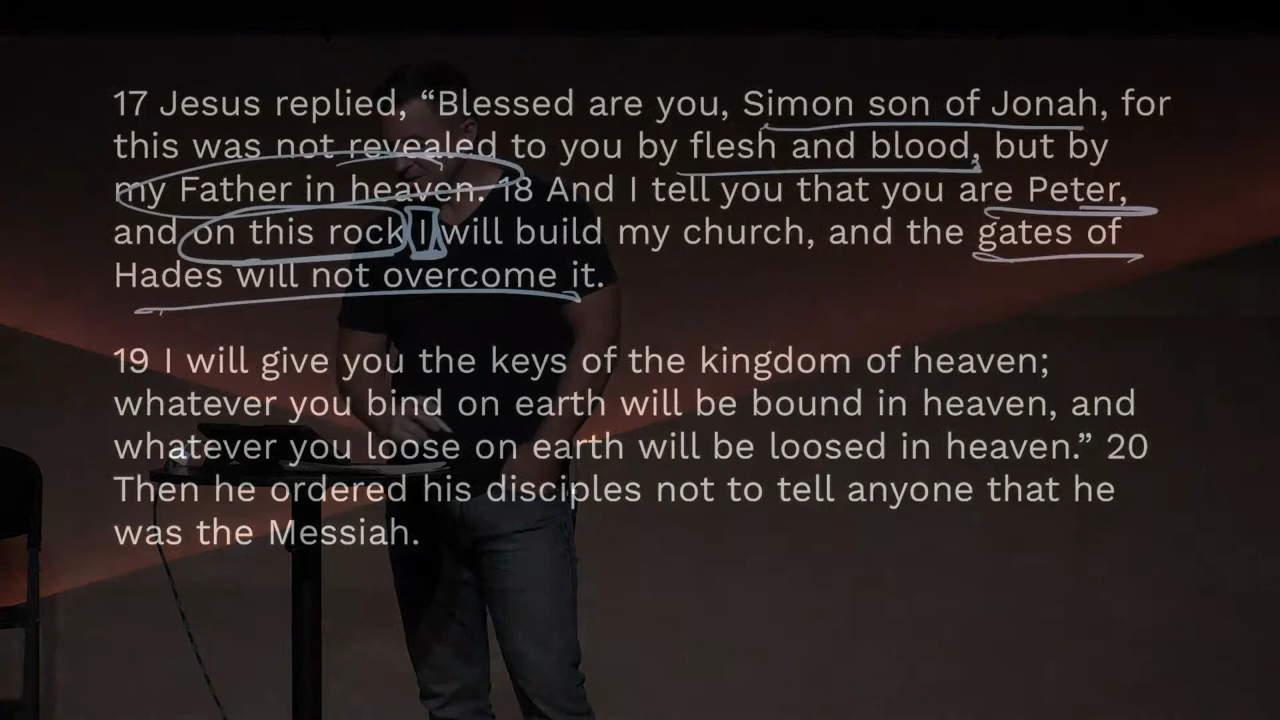 17 Jesus replied, “Blessed are you, Simon son of Jonah, for
this was not revealed to you by flesh and blood, but by
my Father in heaven. 18 And I tell you that you are Peter,
and on this rock I will build my church, and the gates of
Hades will not overcome it.
19 I will give you the keys of the kingdom of heaven;
whatever you bind on earth will be bound in heaven, and
whatever you loose on earth will be loosed in heaven.” 20
Then he ordered his disciples not to tell anyone that he
was the Messiah.